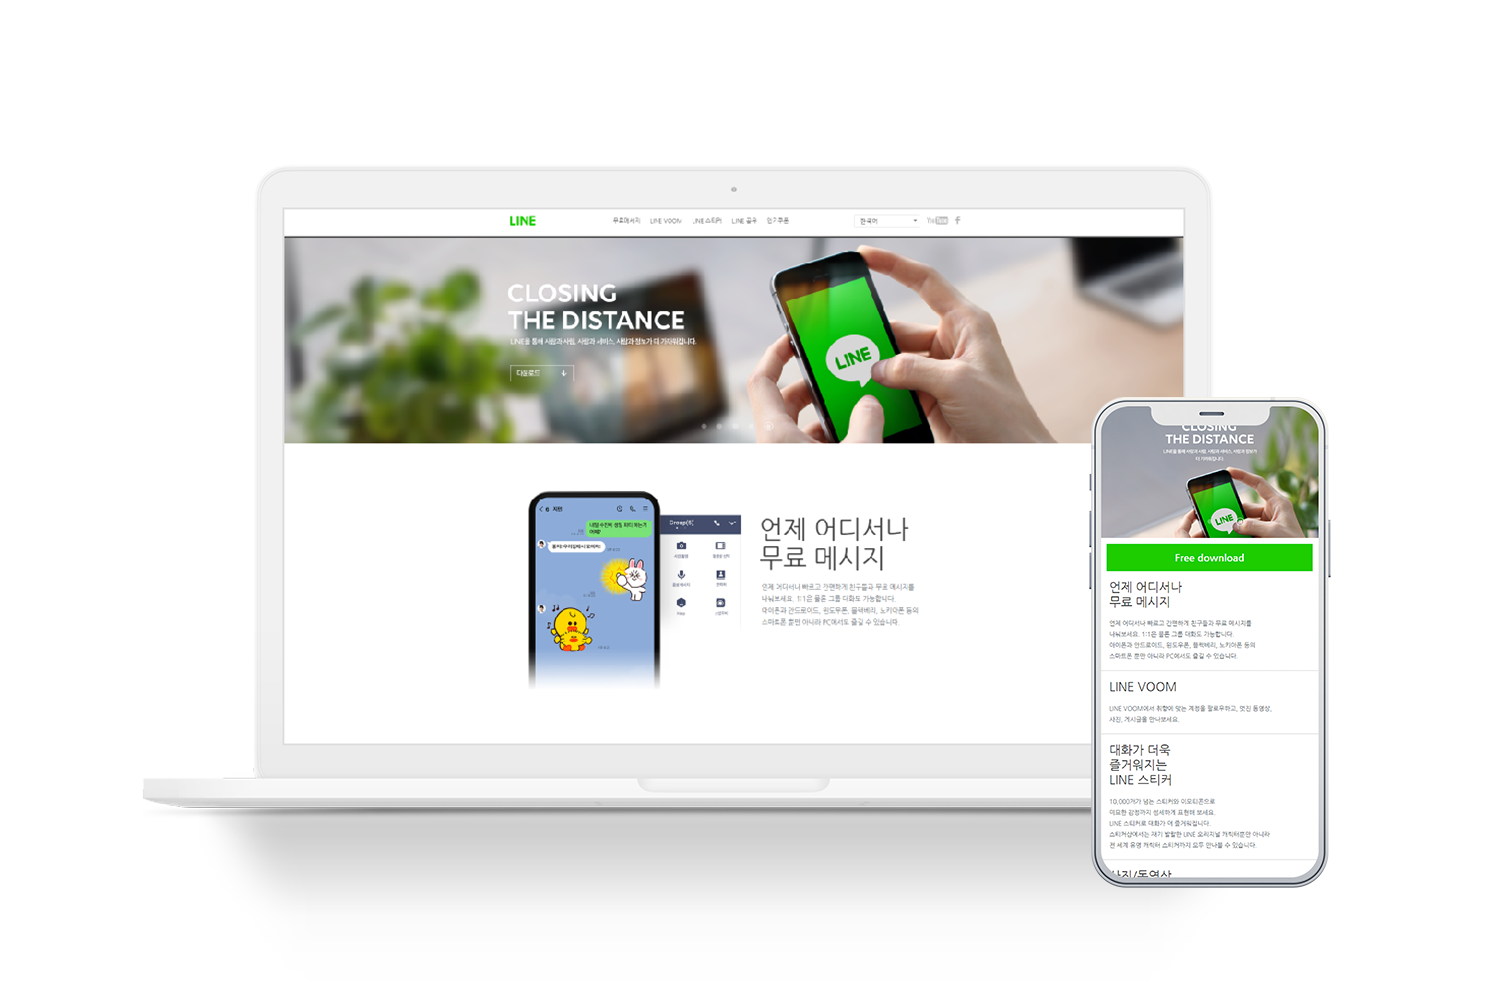 LINE
무료메시지 LINE VOOM LINE 스티커 LINE 공유 인기 쿠폰
한국어
You Tube
CLOSING
THE DISTANCE
LINE을 통해 사람과 사람, 사람과 서비스, 사람과 정보가 더 가까워집니다.
다운로드
LINE
Group(6)
언제 어디서나
무료 메시지
언제 어디서나 빠르고 간편하게 친구들과 무료 메시지를
나눠보세요. 1:1은 물론 그룹 대화도 가능합니다.
아이폰과 안드로이드, 윈도우폰, 블랙베리, 노키아폰 등의
스마트폰 뿐만 아니라 PC에서도 즐길 수 있습니다.
CLOSING
THE DISTANCE
LINE을 통해 사람과 사람, 사람과 서비스, 사람과 정보가
더 가까워집니다.
LINE
Free download
언제 어디서나
무료 메시지
언제 어디서나 빠르고 간편하게 친구들과 무료 메시지를
나눠보세요. 1:1은 물론 그룹 대화도 가능합니다.
아이폰과 안드로이드, 윈도우폰, 블랙베리, 노키아폰 등의
스마트폰 뿐만 아니라 PC에서도 즐길 수 있습니다.
LINE VOOM
LINE VOOM에서 취향에 맞는 계정을 팔로우하고, 멋진 동영상,
사진, 게시글을 만나보세요.
대화가 더욱
즐거워지는
LINE 스티커
10,000개가 넘는 스티커와 이모티콘으로
미묘한 감정까지 섬세하게 표현해 보세요.
LINE 스티커로 대화가 더 즐거워집니다.
스티커샵에서는 재기 발랄한 LINE 오리지널 캐릭터뿐만 아니라
전 세계 유명 캐릭터 스티커까지 모두 만나볼 수 있습니다.
사진/동영상